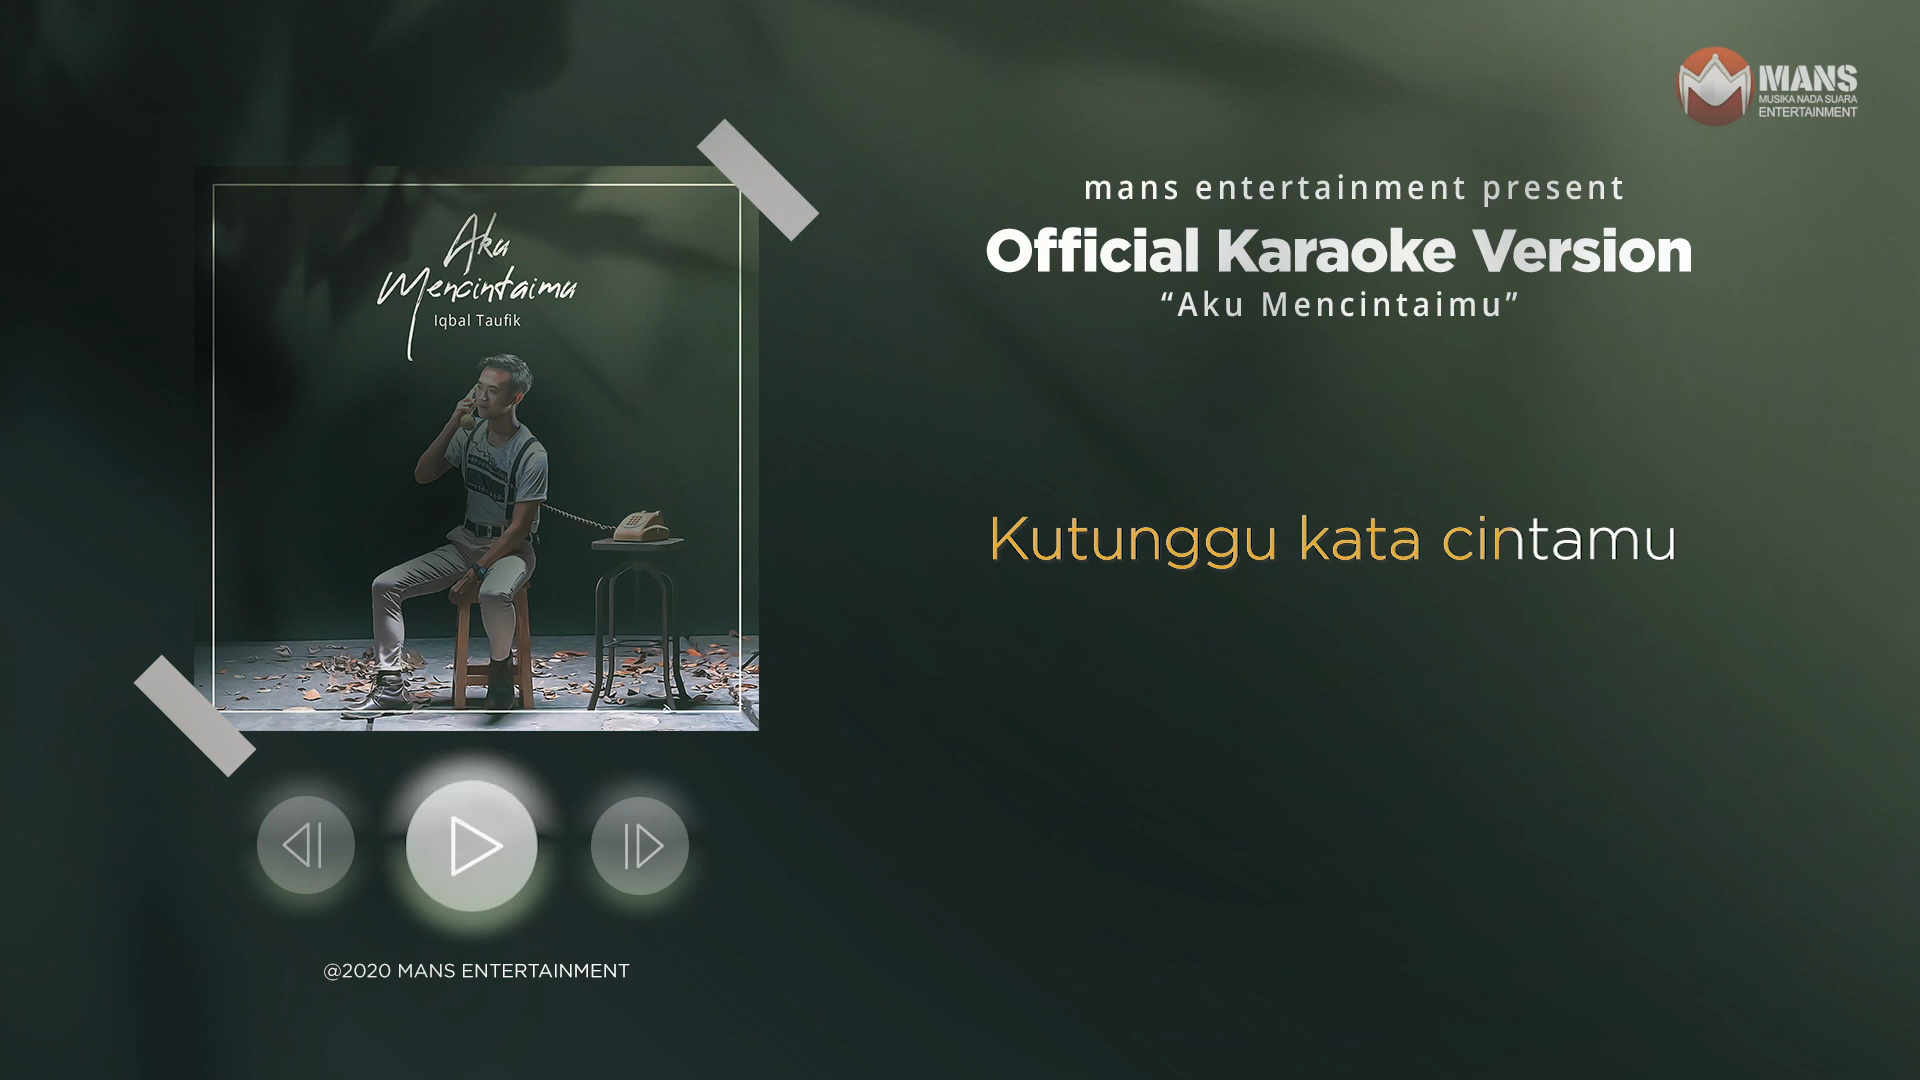 MANS
MUSIKA NADA SUARA
ENTERTAINMENT
mans entertainment present
Official Karaoke Version
“Aku Mencintaimu”
Aku
Mencintaimu
Iqbal Taufik
Kutunggu kata cintamu
@2020 MANS ENTERTAINMENT